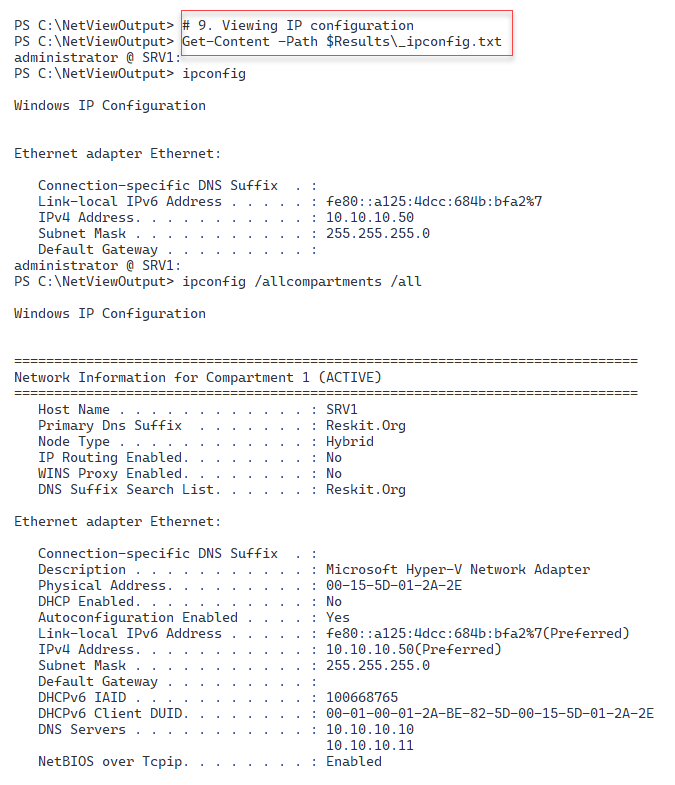 PS C:\NetViewOutput> # 9. Viewing IP configuration
PS C:\NetViewOutput> Get-Content -Path $Results\_ipconfig.txt
administrator @ SRV1:
PS C:\NetViewOutput> ipconfig

Windows IP Configuration


Ethernet adapter Ethernet:

   Connection-specific DNS Suffix  . :
   Link-local IPv6 Address . . . . . : fe80::a125:4dcc:684b:bfa2%7
   IPv4 Address. . . . . . . . . . . : 10.10.10.50
   Subnet Mask . . . . . . . . . . . : 255.255.255.0
   Default Gateway . . . . . . . . . :
administrator @ SRV1:
PS C:\NetViewOutput> ipconfig /allcompartments /all

Windows IP Configuration


==============================================================================
Network Information for Compartment 1 (ACTIVE)
==============================================================================
   Host Name . . . . . . . . . . . . : SRV1
   Primary Dns Suffix  . . . . . . . : Reskit.Org
   Node Type . . . . . . . . . . . . : Hybrid
   IP Routing Enabled. . . . . . . . : No
   WINS Proxy Enabled. . . . . . . . : No
   DNS Suffix Search List. . . . . . : Reskit.Org

Ethernet adapter Ethernet:

   Connection-specific DNS Suffix  . :
   Description . . . . . . . . . . . : Microsoft Hyper-V Network Adapter
   Physical Address. . . . . . . . . : 00-15-5D-01-2A-2E
   DHCP Enabled. . . . . . . . . . . : No
   Autoconfiguration Enabled . . . . : Yes
   Link-local IPv6 Address . . . . . : fe80::a125:4dcc:684b:bfa2%7(Preferred)
   IPv4 Address. . . . . . . . . . . : 10.10.10.50(Preferred)
   Subnet Mask . . . . . . . . . . . : 255.255.255.0
   Default Gateway . . . . . . . . . :
   DHCPv6 IAID . . . . . . . . . . . : 100668765
   DHCPv6 Client DUID. . . . . . . . : 00-01-00-01-2A-BE-82-5D-00-15-5D-01-2A-2E
   DNS Servers . . . . . . . . . . . : 10.10.10.10
                                       10.10.10.11
   NetBIOS over Tcpip. . . . . . . . : Enabled